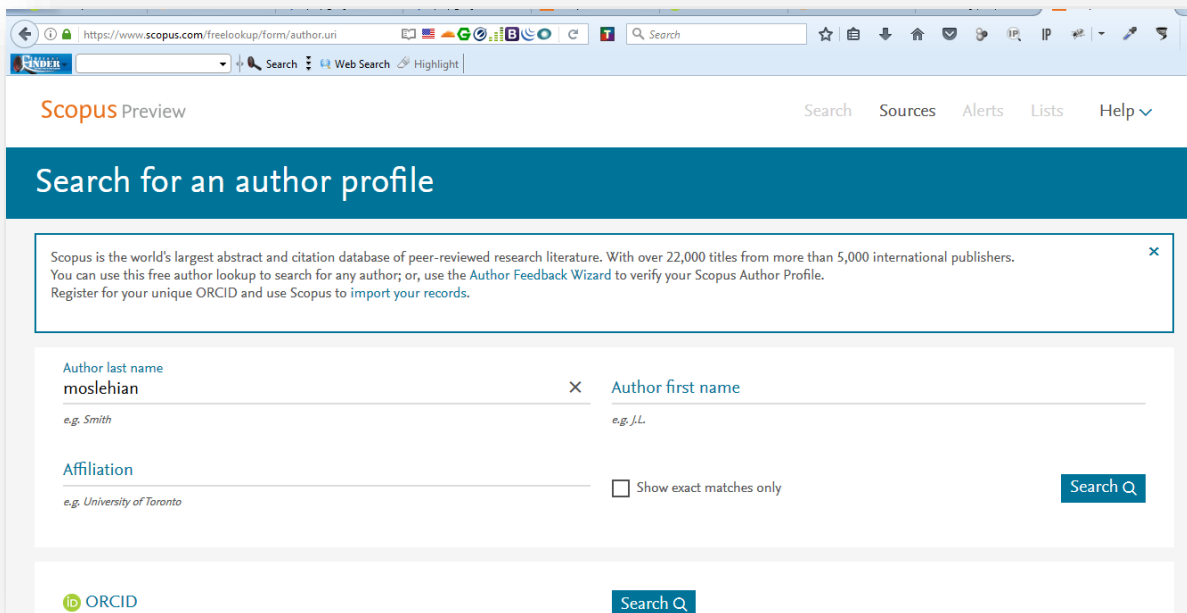 https://www.scopus.com/freelookup/form/author.uri
Search
Search Web Search Highlight
Scopus Preview
Search Sources Alerts Lists Help
Search for an author profile
Scopus is the world's largest abstract and citation database of peer-reviewed research literature. With over 22,000 titles from more than 5,000 international publishers.
You can use this free author lookup to search for any author; or, use the Author Feedback Wizard to verify your Scopus Author Profile.
Register for your unique ORCID and use Scopus to import your records.
Author last name
moslehian
Author first name
e.g. Smith
e.g. J.L.
Affiliation
e.g. University of Toronto
Show exact matches only
Search
iD ORCID
Search